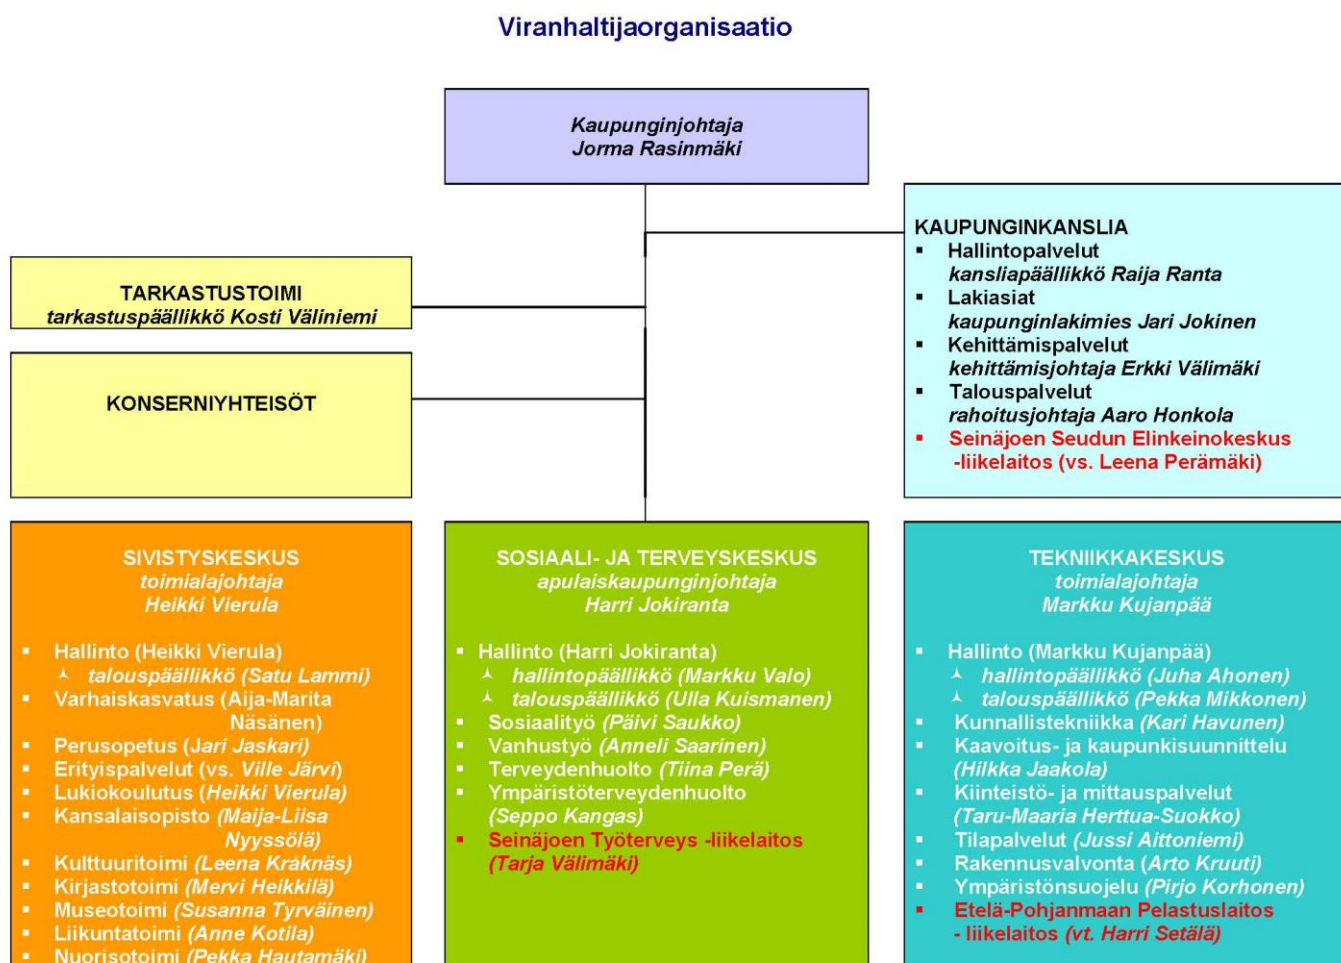 Viranhaltijaorganisaatio
Kaupunginjohtaja
Jorma Rasinmäki
KAUPUNGINKANSLIA
▪ Hallintopalvelut
kansliapäällikkö Raija Ranta
▪ Lakiasiat
kaupunginlakimies Jari Jokinen
▪ Kehittämispalvelut
kehittämisjohtaja Erkki Välimäki
▪ Talouspalvelut
rahoitusjohtaja Aaro Honkola
▪ Seinäjoen Seudun Elinkeinokeskus
-liikelaitos (vs. Leena Perämäki)
TARKASTUSTOIMI
tarkastuspäällikkö Kosti Väliniemi
KONSERNIYHTEISÖT
SIVISTYSKESKUS
toimialajohtaja
Heikki Vierula
▪ Hallinto (Heikki Vierula)
talouspäällikkö (Satu Lammi)
▪ Varhaiskasvatus (Aija-Marita
Näsänen)
▪ Perusopetus (Jari Jaskari)
▪ Erityispalvelut (vs. Ville Järvi)
▪ Lukiokoulutus (Heikki Vierula)
▪ Kansalaisopisto (Maija-Liisa
Nyyssölä)
▪ Kulttuuritoimi (Leena Kråknäs)
▪ Kirjastotoimi (Mervi Heikkilä)
▪ Museotoimi (Susanna Tyrväinen)
▪ Liikuntatoimi (Anne Kotila)
▪ Nuorisotoimi (Pekka Hautamäki)
SOSIAALI- JA TERVEYSKESKUS
apulaiskaupunginjohtaja
Harri Jokiranta
▪ Hallinto (Harri Jokiranta)
hallintopäällikkö (Markku Valo)
talouspäällikkö (Ulla Kuismanen)
▪ Sosiaalityö (Päivi Saukko)
▪ Vanhustyö (Anneli Saarinen)
▪ Terveydenhuolto (Tiina Perä)
▪ Ympäristöterveydenhuolto
(Seppo Kangas)
▪ Seinäjoen Työterveys -liikelaitos
(Tarja Välimäki)
TEKNIIKKAKESKUS
toimialajohtaja
Markku Kujanpää
▪ Hallinto (Markku Kujanpää)
hallintopäällikkö (Juha Ahonen)
talouspäällikkö (Pekka Mikkonen)
▪ Kunnallistekniikka (Kari Havunen)
▪ Kaavoitus- ja kaupunkisuunnittelu
(Hilkka Jaakola)
▪ Kiinteistö- ja mittauspalvelut
(Taru-Maaria Herttua-Suokko)
▪ Tilapalvelut (Jussi Aittoniemi)
▪ Rakennusvalvonta (Arto Kruuti)
▪ Ympäristönsuojelu (Pirjo Korhonen)
▪ Etelä-Pohjanmaan Pelastuslaitos
- liikelaitos (vt. Harri Setälä)